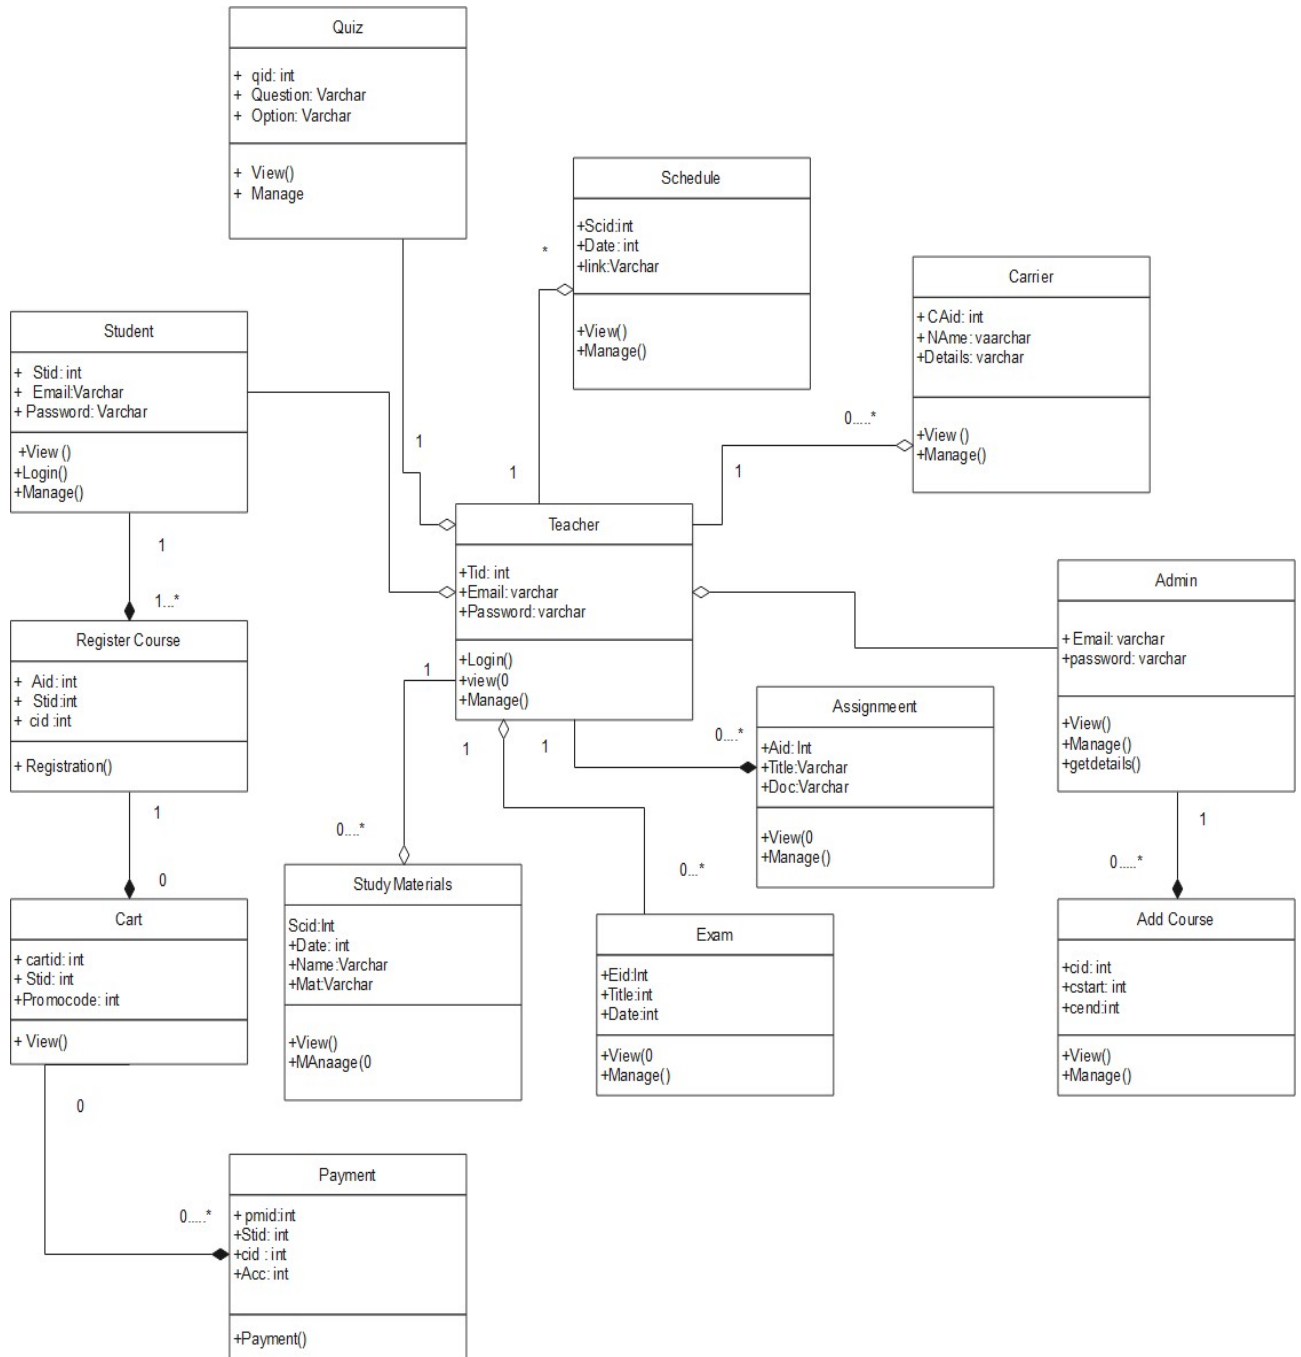 Quiz
+ qid: int
+ Question: Varchar
+ Option: Varchar
+ View()
+ Manage
Schedule
+Scid:int
+Date: int
+link:Varchar
+View()
+Manage()
*
Carrier
+ CAid: int
+ NAme: vaarchar
+Details: varchar
+View ()
+Manage()
0.....*
1
Student
+ Stid: int
+ Email:Varchar
+ Password: Varchar
+View ()
+Login()
+Manage()
1
1
1
1...*
Teacher
+Tid: int
+Email: varchar
+Password: varchar
+Login()
+view(0
+Manage()
Admin
+ Email: varchar
+password: varchar
+View()
+Manage()
getdetails()
Register Course
+ Aid: int
+ Stid:int
+ cid :int
+ Registration()
1
1
1
0....*
Assignmeent
+Aid: Int
+Title:Varchar
+Doc:Varchar
+View(0
+Manage()
1
0
0....*
0...*
1
0.....*
Cart
+ cartid: int
+ Stid: int
+Promocode: int
+ View()
Study Materials
Scid:Int
+Date: int
+Name:Varchar
+Mat:Varchar
+View()
+MAnaage(0
Exam
+Eid:Int
+Title:int
+Date:int
+View(0
+Manage()
Add Course
+cid: int
+cstart: int
+cend:int
+View()
+Manage()
0
0.....*
Payment
+ pmid:int
+Stid: int
+cid : int
+Acc: int
+Payment()